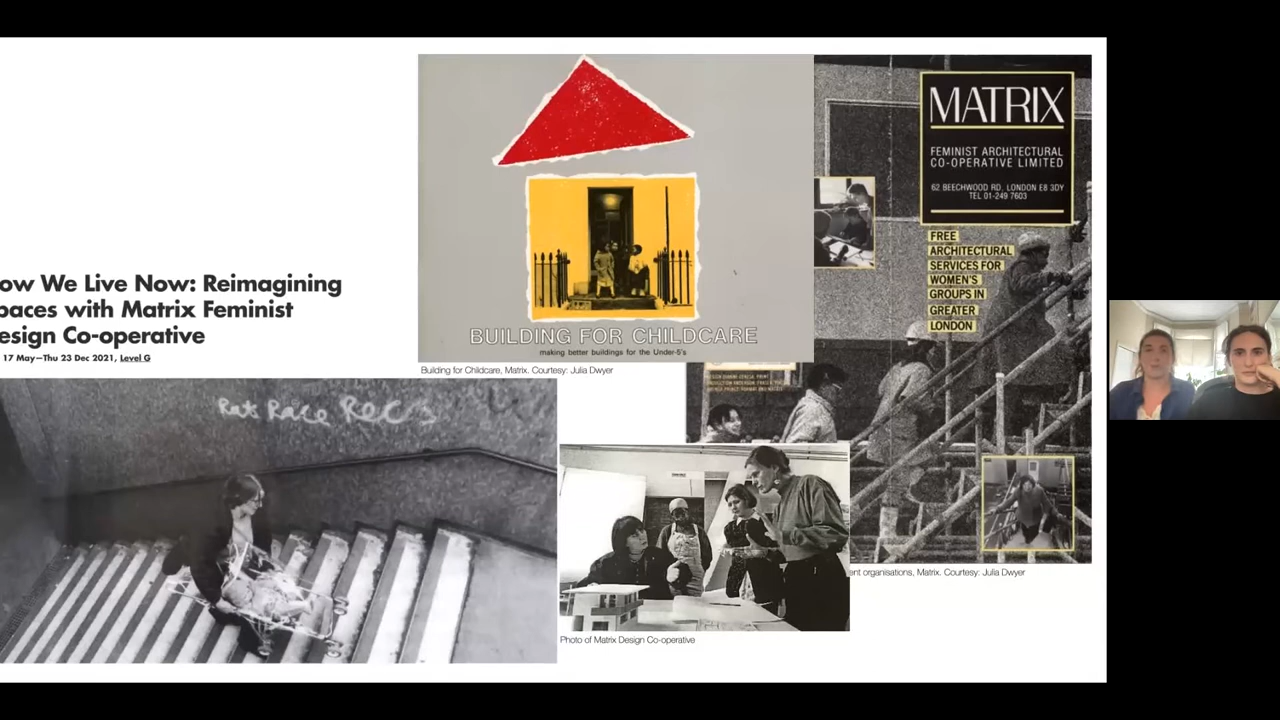 ow We Live Now: Reimagining
paces with Matrix Feminist
esign Co-operative
17 May—Thu 23 Dec 2021, Level G
BUILDING FOR CHILDCARE
making better buildings for the Under-5's
Building for Childcare, Matrix. Courtesy: Julia Dwyer
MATRIX
FEMINIST ARCHITECTURAL
CO-OPERATIVE LIMITED
62 BEECHWOOD RD, LONDON E8 3DY
TEL 01-249 7603
FREE
ARCHITECTURAL
SERVICES FOR
WOMEN'S
GROUPS IN
GREATER
LONDON
Rats Race Rec's
ent organisations, Matrix. Courtesy: Julia Dwyer
Photo of Matrix Design Co-operative